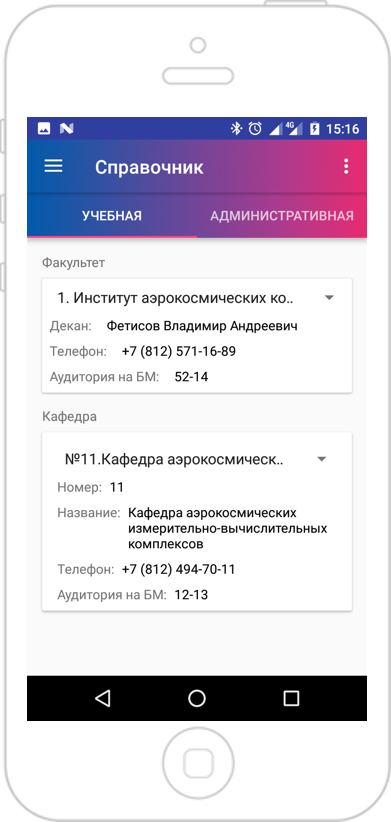 4G 15:16
Справочник
УЧЕБНАЯ АДМИНИСТРАТИВНАЯ
Факультет
1. Институт аэрокосмических ко..
Декан: Фетисов Владимир Андреевич
Телефон: +7 (812) 571-16-89
Аудитория на БМ: 52-14
Кафедра
№11.Кафедра аэрокосмическ..
Номер: 11
Название: Кафедра аэрокосмических
измерительно-вычислительных
комплексов
Телефон: +7 (812) 494-70-11
Аудитория на БМ: 12-13